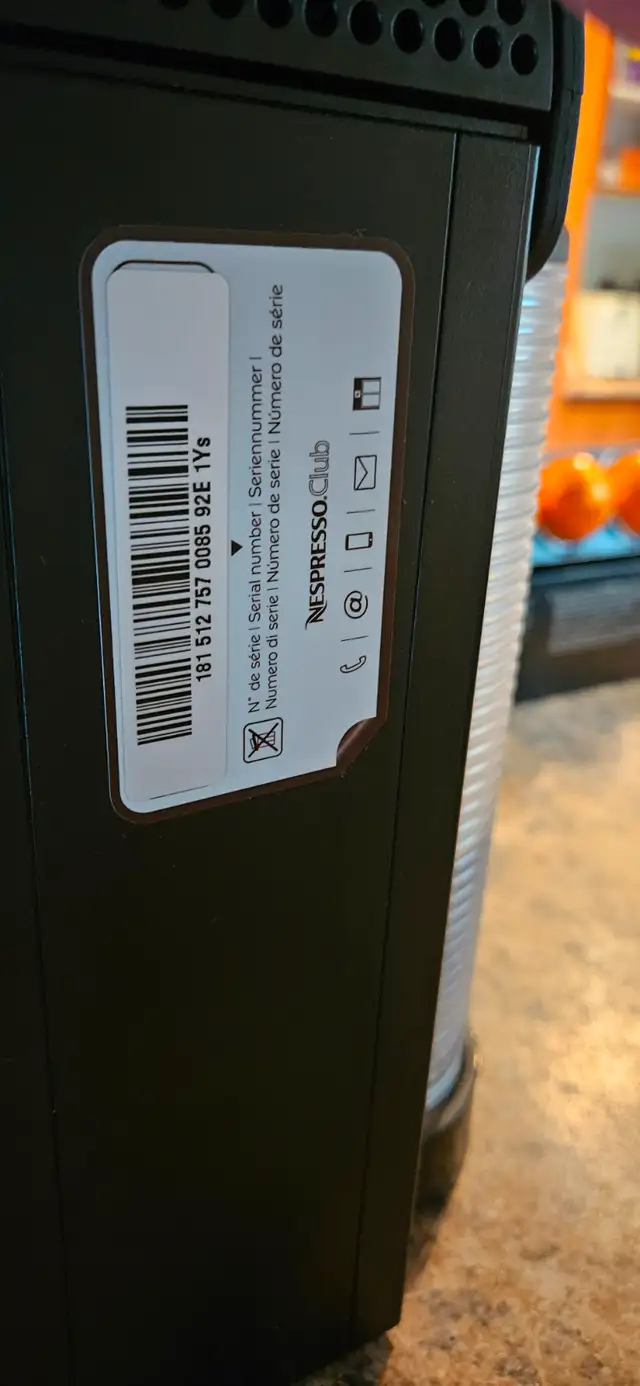 181 512 757 0085 92E 1Ys
N° de série | Serial number | Seriennummer |
Numero di serie | Número de serie | Número de série
NESPRESSO.Club
@